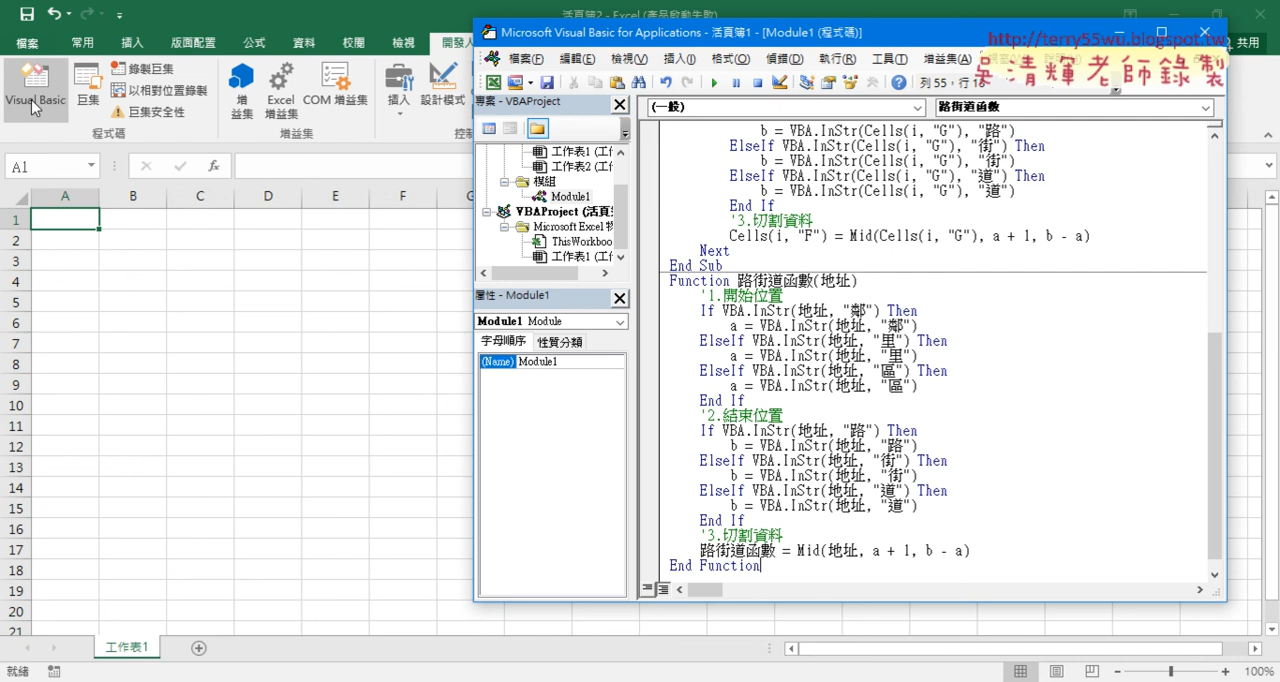 活頁簿2 - Excel (產品啟動失敗)
檔案 常用 插入 版面配置 公式 資料 校閱 檢視 開發人
共用
Visual Basic
巨集
錄製巨集
以相對位置錄製
巨集安全性
程式碼
增益集
Excel 增益集
COM 增益集
增益集
插入
設計模式
A1
fx
A B C D E F G
1
2
3
4
5
6
7
8
9
10
11
12
13
14
15
16
17
18
19
20
21
工作表1
就緒
100%
Microsoft Visual Basic for Applications - 活頁簿1 - [Module1 (程式碼)]
http://terry55wu.blogspot.tw
吳清輝老師錄製
檔案(F) 編輯(E) 檢視(V) 插入(I) 格式(O) 偵錯(D) 執行(R) 工具(T) 增益集(A)
專案 - VBAProject
工作表1 (工作
工作表2 (工作
模組
Module1
VBAProject (活頁
Microsoft Excel 物
ThisWorkboo
工作表1 (工作
屬性 - Module1
Module1 Module
字母順序 性質分類
(Name) Module1
(一般)
路街道函數
b = VBA.InStr(Cells(i, "G"), "路")
ElseIf VBA.InStr(Cells(i, "G"), "街") Then
b = VBA.InStr(Cells(i, "G"), "街")
ElseIf VBA.InStr(Cells(i, "G"), "道") Then
b = VBA.InStr(Cells(i, "G"), "道")
End If
'3.切割資料
Cells(i, "F") = Mid(Cells(i, "G"), a + 1, b - a)
Next
End Sub
Function 路街道函數(地址)
'1.開始位置
If VBA.InStr(地址, "鄰") Then
a = VBA.InStr(地址, "鄰")
ElseIf VBA.InStr(地址, "里") Then
a = VBA.InStr(地址, "里")
ElseIf VBA.InStr(地址, "區") Then
a = VBA.InStr(地址, "區")
End If
'2.結束位置
If VBA.InStr(地址, "路") Then
b = VBA.InStr(地址, "路")
ElseIf VBA.InStr(地址, "街") Then
b = VBA.InStr(地址, "街")
ElseIf VBA.InStr(地址, "道") Then
b = VBA.InStr(地址, "道")
End If
'3.切割資料
路街道函數 = Mid(地址, a + 1, b - a)
End Function